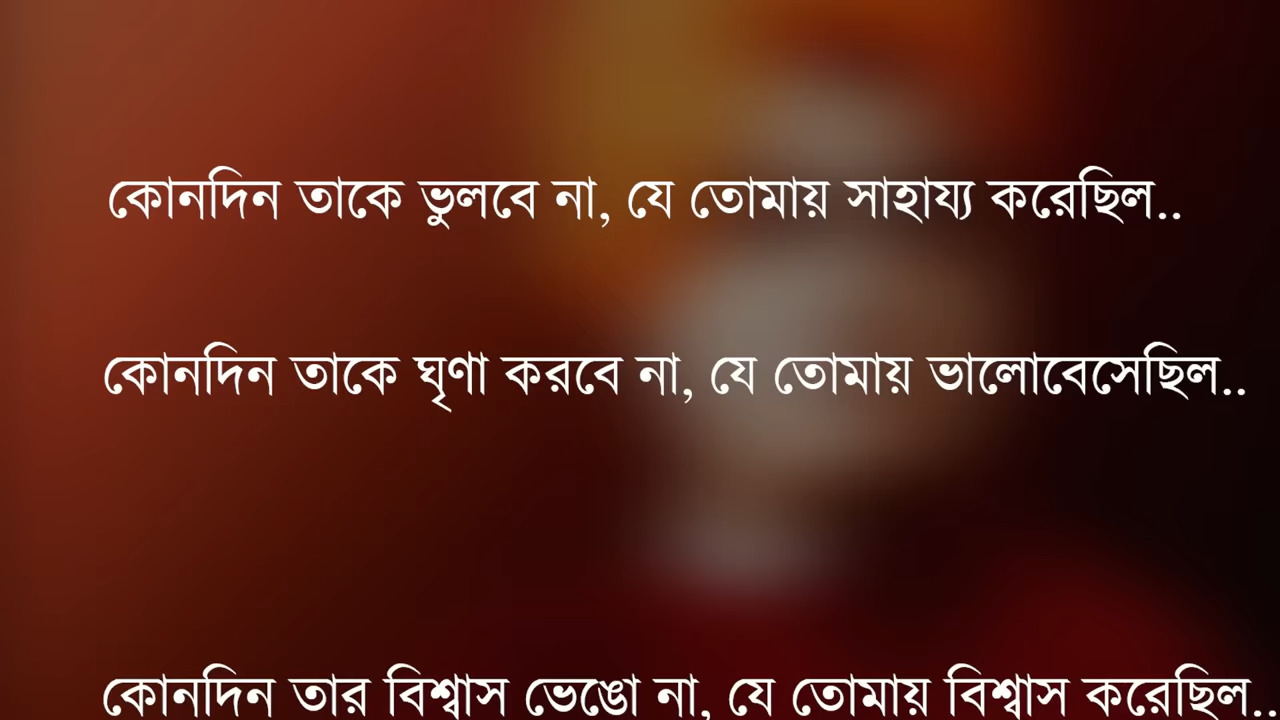 কোনদিন তাকে ভুলবে না, যে তোমায় সাহায্য করেছিল..
কোনদিন তাকে ঘৃণা করবে না, যে তোমায় ভালোবেসেছিল..
কোনদিন তার বিশ্বাস ভেঙো না, যে তোমায় বিশ্বাস করেছিল..